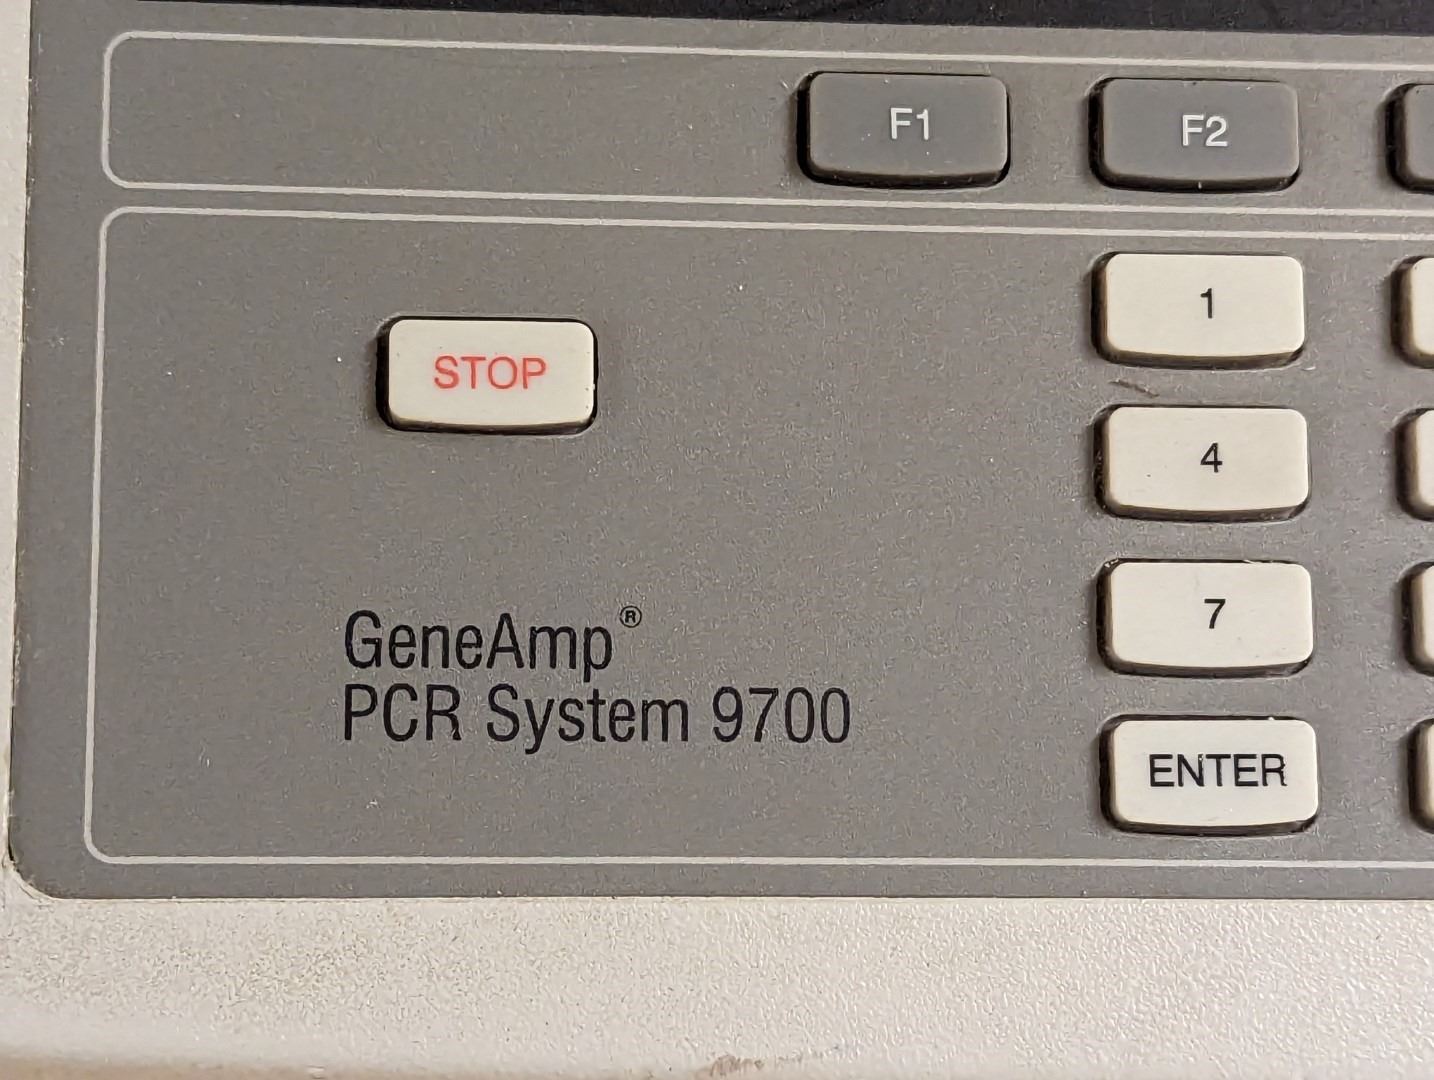 F1 F2
1
STOP
4
GeneAmp®
PCR System 9700
7
ENTER